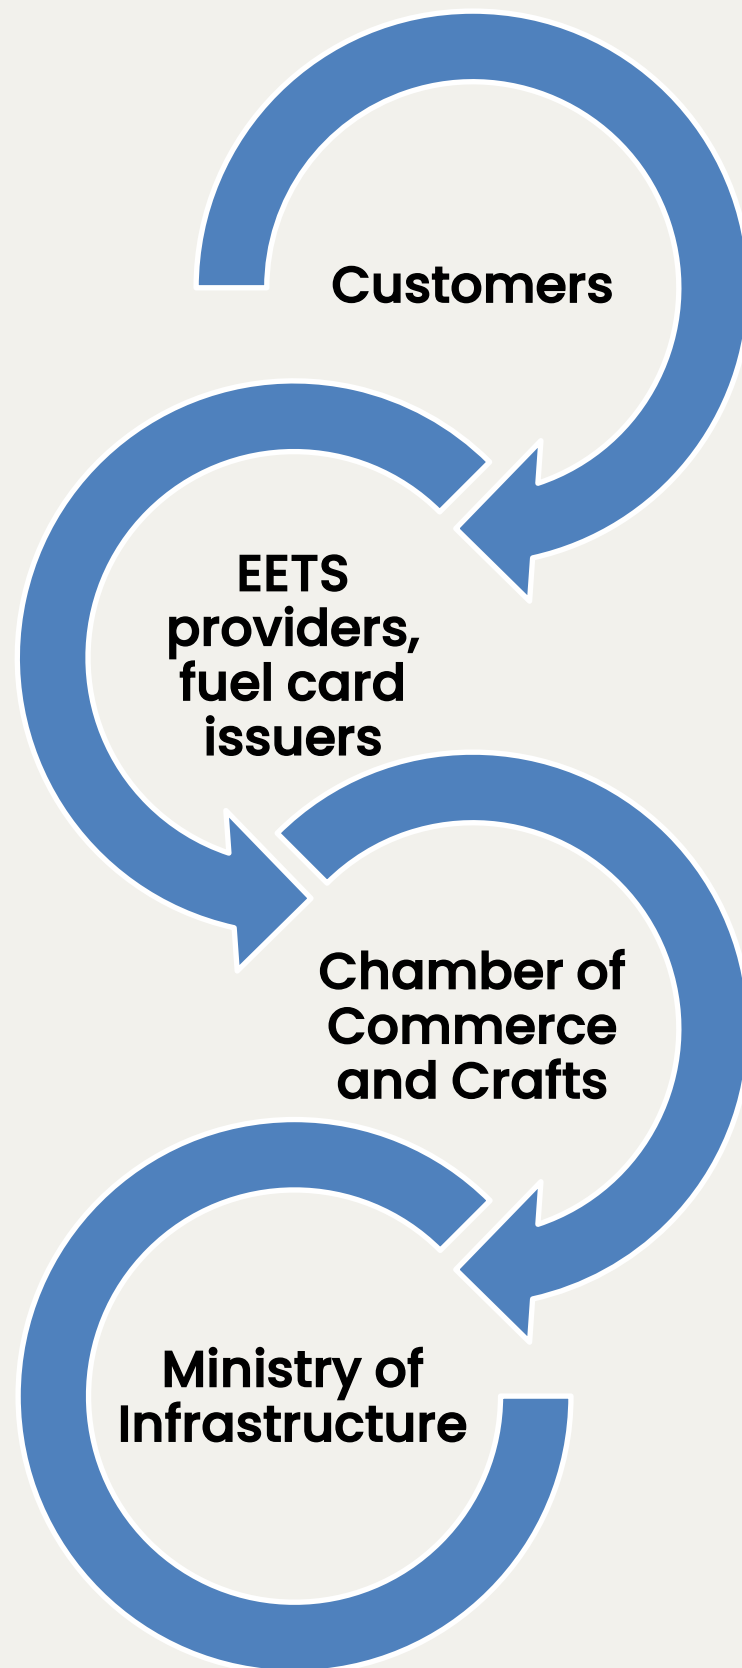 Customers
EETS
providers,
fuel card
issuers
Chamber of
Commerce
and Crafts
Ministry of
Infrastructure